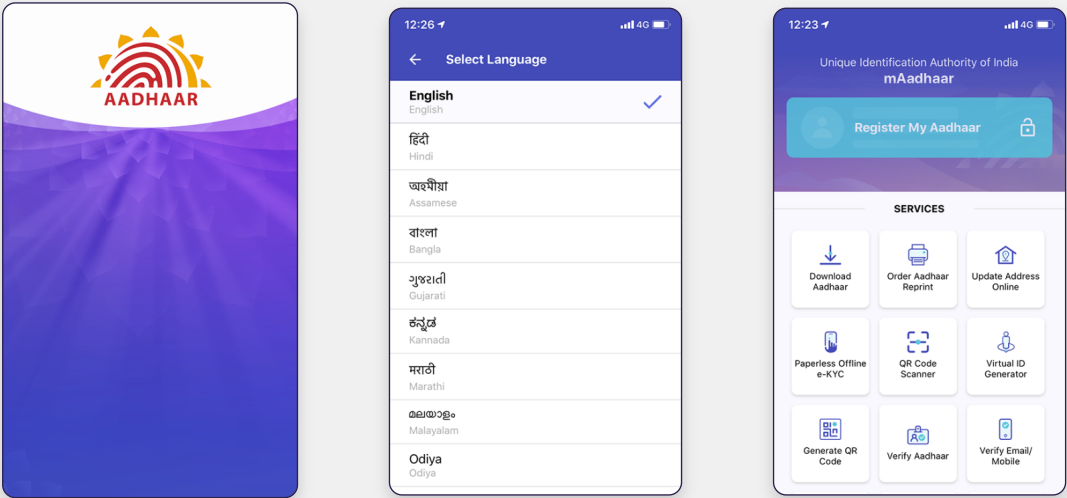 AADHAAR
12:26
4G
Select Language
English
English
हिंदी
Hindi
অসমীয়া
Assamese
বাংলা
Bangla
ગુજરાતી
Gujarati
ಕನ್ನಡ
Kannada
मराठी
Marathi
മലയാളം
Malayalam
Odiya
Odiya
12:23
4G
Unique Identification Authority of India
mAadhaar
Register My Aadhaar
SERVICES
Download
Aadhaar
Order Aadhaar
Reprint
Update Address
Online
Paperless Offline
e-KYC
QR Code
Scanner
Virtual ID
Generator
Generate QR
Code
Verify Aadhaar
Verify Email/
Mobile